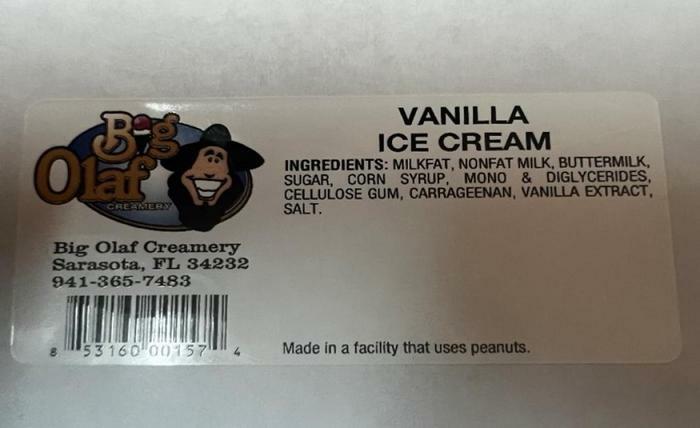 Big
Olaf
CREAMERY
Big Olaf Creamery
Sarasota, FL 34232
941-365-7483
8 53160 00157 4
VANILLA
ICE CREAM
INGREDIENTS: MILKFAT, NONFAT MILK, BUTTERMILK,
SUGAR, CORN SYRUP, MONO & DIGLYCERIDES,
CELLULOSE GUM, CARRAGEENAN, VANILLA EXTRACT,
SALT.
Made in a facility that uses peanuts.